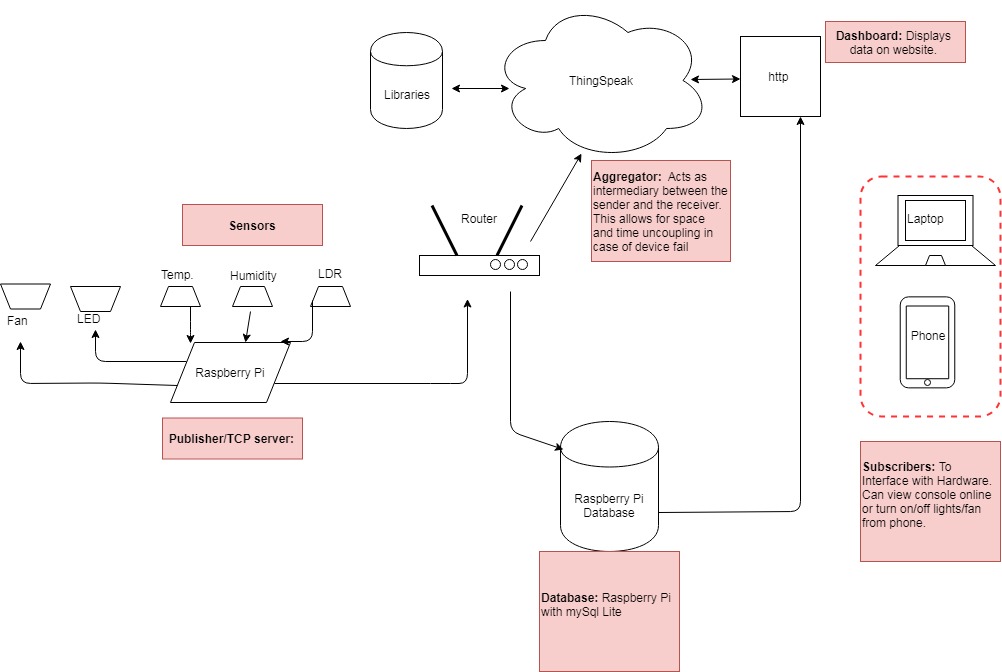 Dashboard: Displays
data on website.
ThingSpeak
http
Libraries
Aggregator: Acts as
intermediary between the
sender and the receiver.
This allows for space
and time uncoupling in
case of device fail
Router
Sensors
Laptop
Temp.
Humidity
LDR
Fan
LED
Phone
Raspberry Pi
Publisher/TCP server:
Raspberry Pi
Database
Subscribers: To
Interface with Hardware.
Can view console online
or turn on/off lights/fan
from phone.
Database: Raspberry Pi
with mySql Lite